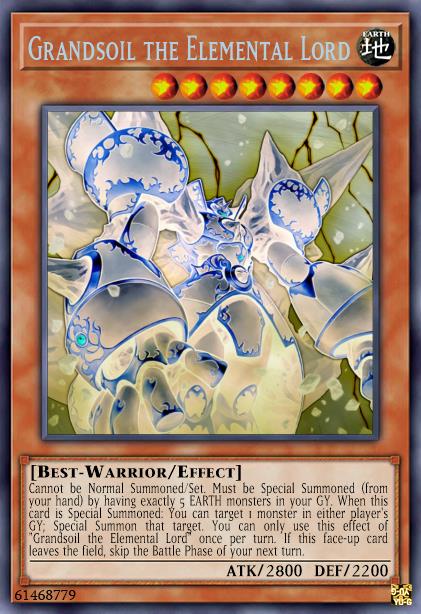 GRANDSOIL THE ELEMENTAL LORD
EARTH
地
[BEST-WARRIOR/EFFECT]
Cannot be Normal Summoned/Set. Must be Special Summoned (from
your hand) by having exactly 5 EARTH monsters in your GY. When this
card is Special Summoned: You can target 1 monster in either player's
GY; Special Summon that target. You can only use this effect of
"Grandsoil the Elemental Lord" once per turn. If this face-up card
leaves the field, skip the Battle Phase of your next turn.
ATK/2800 DEF/2200
61468779